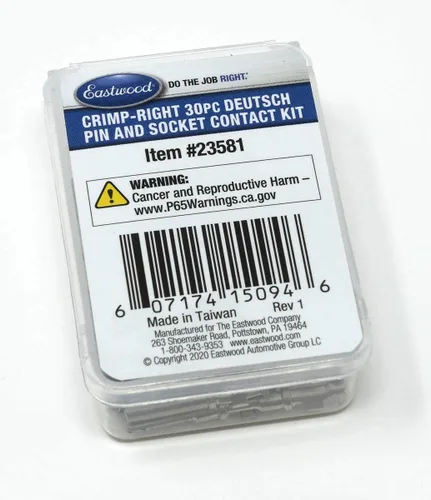 Eastwood DO THE JOB RIGHT.
CRIMP-RIGHT 30PC DEUTSCH
PIN AND SOCKET CONTACT KIT
Item #23581
WARNING:
Cancer and Reproductive Harm –
www.P65Warnings.ca.gov
6 07174 15094 6
Made in Taiwan Rev 1
Manufactured for The Eastwood Company
263 Shoemaker Road, Pottstown, PA 19464
1-800-343-9353 www.eastwood.com
© Copyright 2020 Eastwood Automotive Group LC